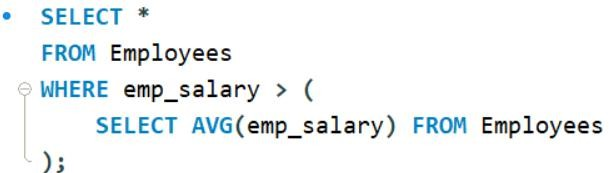 SELECT *
FROM Employees
WHERE emp_salary > (
SELECT AVG(emp_salary) FROM Employees
);